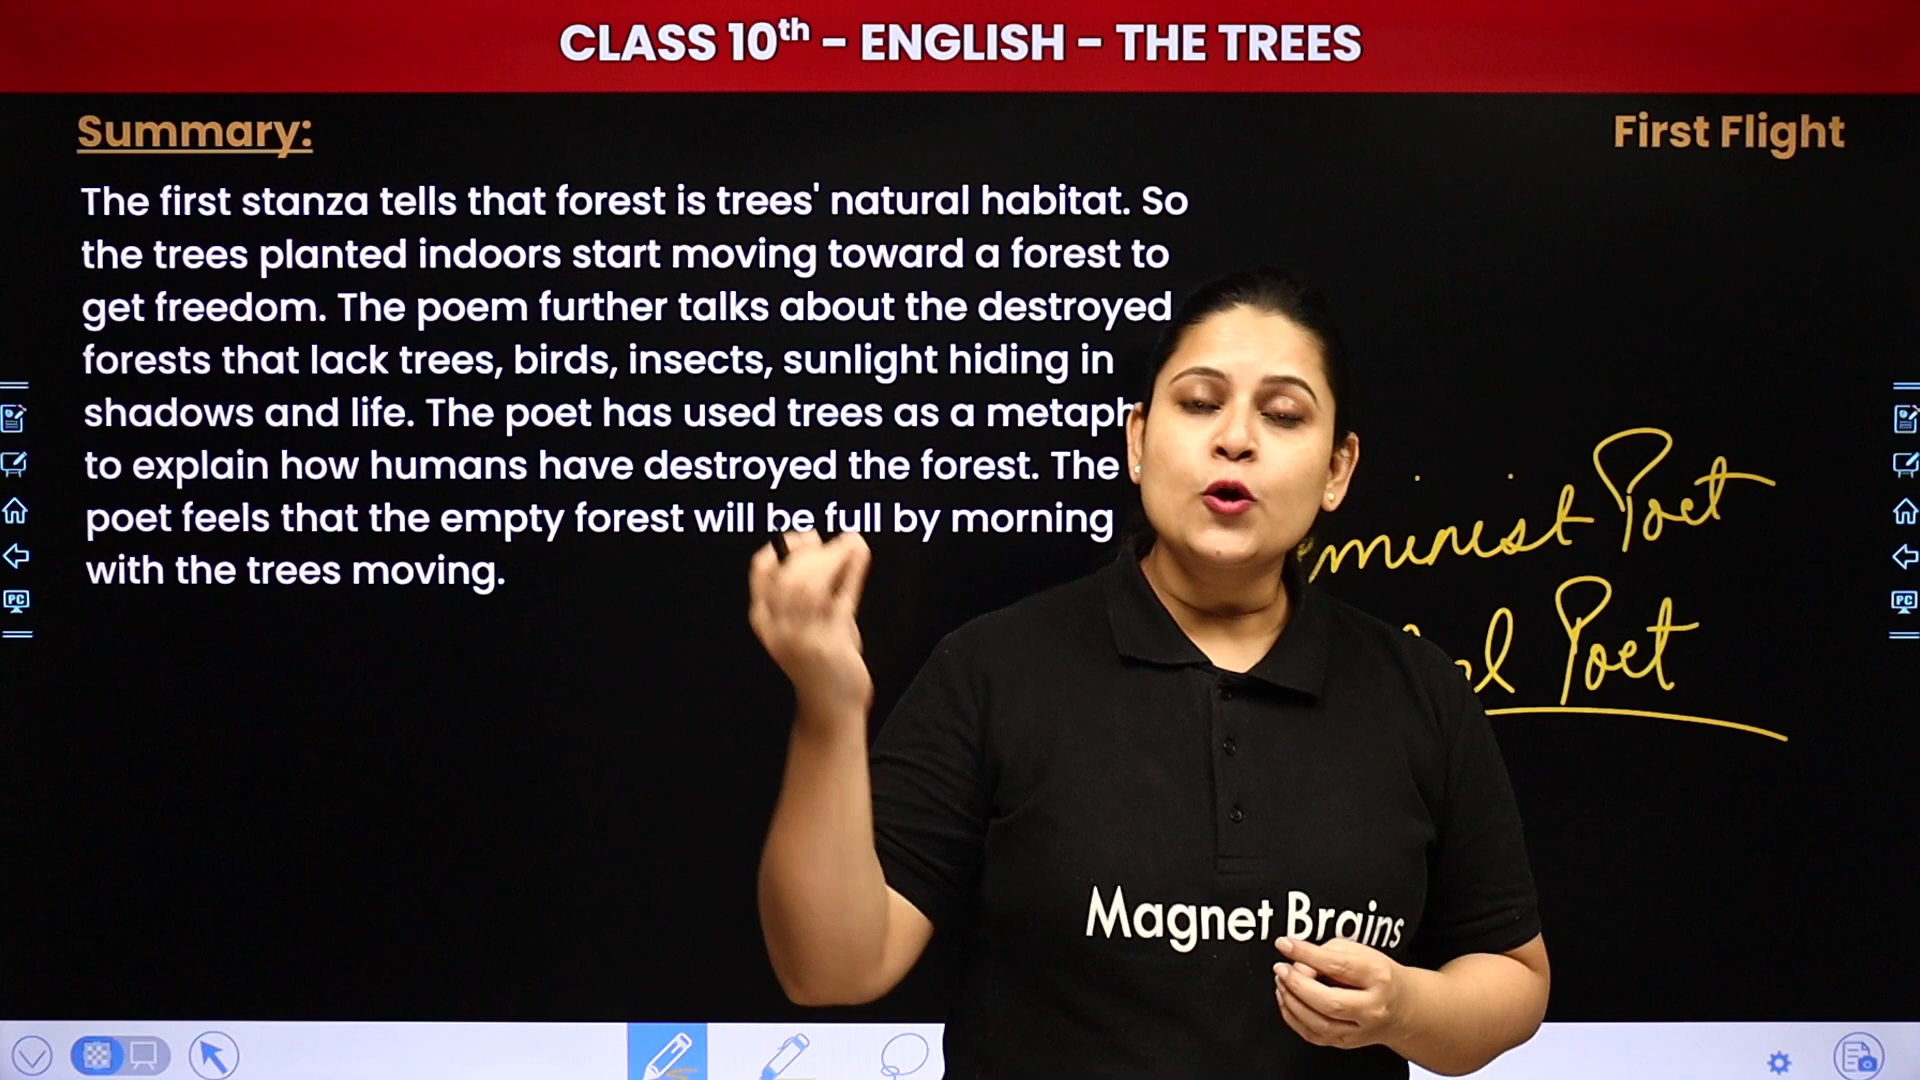 CLASS 10th - ENGLISH - THE TREES
Summary:
First Flight
The first stanza tells that forest is trees' natural habitat. So
the trees planted indoors start moving toward a forest to
get freedom. The poem further talks about the destroyed
forests that lack trees, birds, insects, sunlight hiding in
shadows and life. The poet has used trees as a metaph
to explain how humans have destroyed the forest. The
poet feels that the empty forest will be full by morning
with the trees moving.
minist Poet
Poet
Magnet Brains
PC
PC